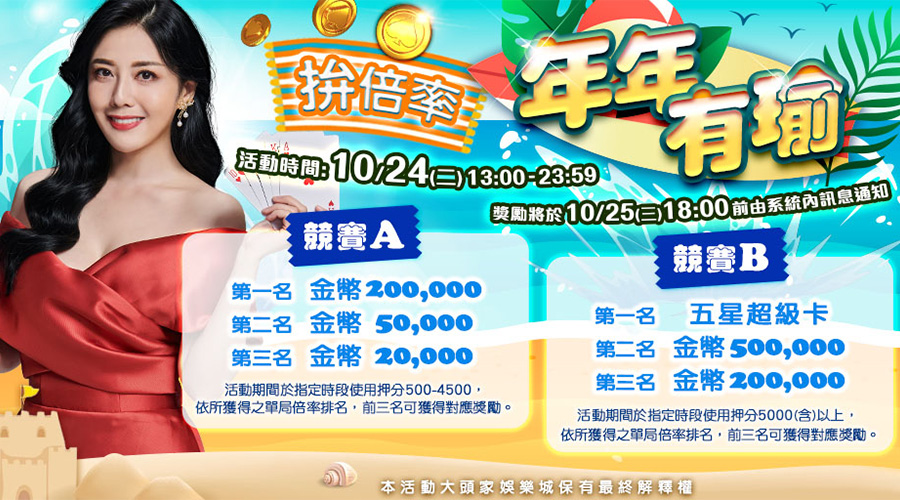 拚倍率
年年有瑜
活動時間:10/24(二)13:00-23:59
獎勵將於10/25(三)18:00前由系統內訊息通知
競賽A
第一名 金幣200,000
第二名 金幣 50,000
第三名 金幣 20,000
活動期間於指定時段使用押分500-4500，
依所獲得之單局倍率排名，前三名可獲得對應獎勵。
競賽B
第一名 五星超級卡
第二名 金幣500,000
第三名 金幣200,000
活動期間於指定時段使用押分5000(含)以上，
依所獲得之單局倍率排名，前三名可獲得對應獎勵。
本活動大頭家娛樂城保有最終解釋權